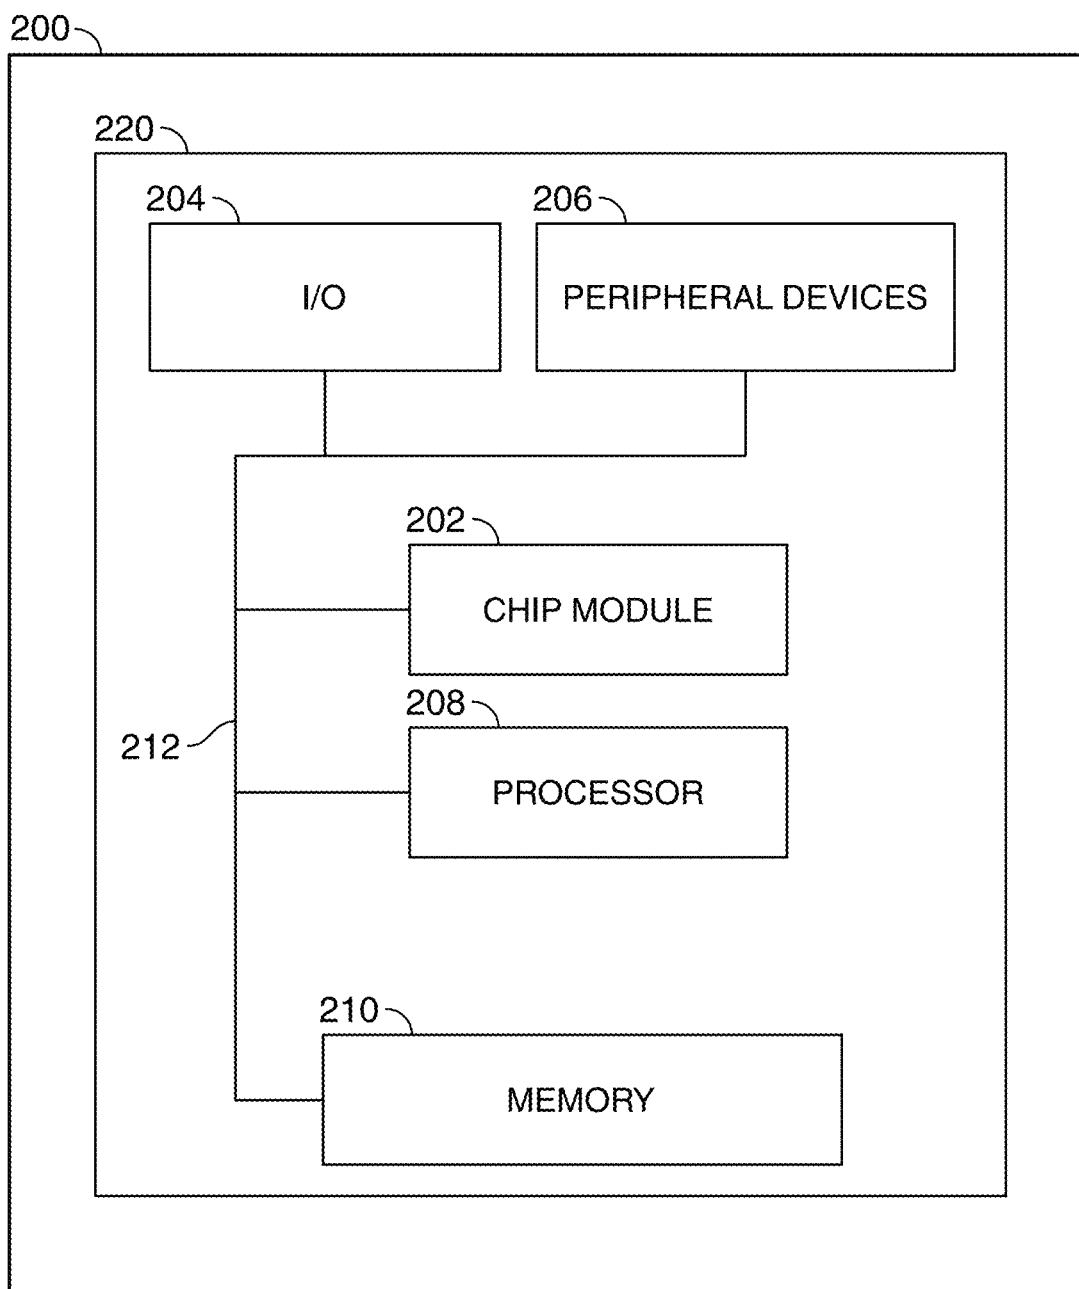 200
220
204
206
I/O
PERIPHERAL DEVICES
202
CHIP MODULE
208
212
PROCESSOR
210
MEMORY